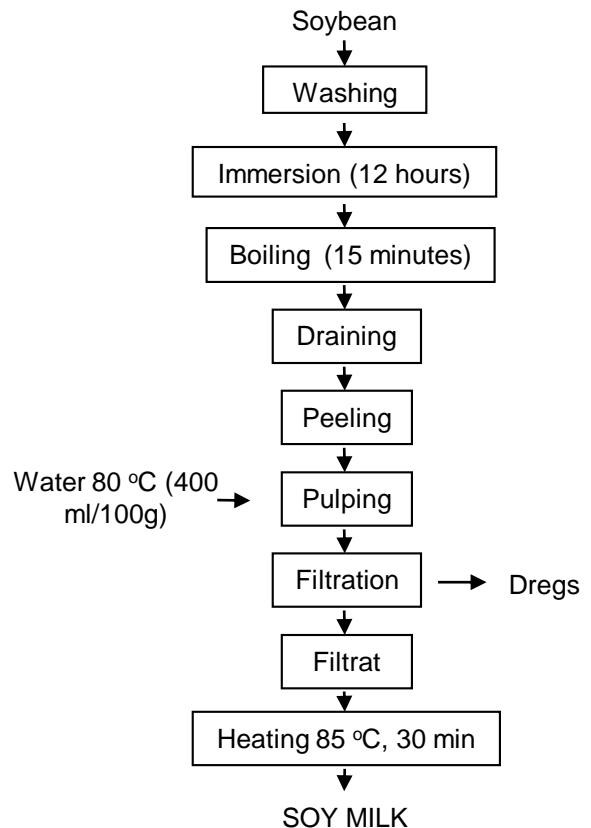 Soybean
Washing
Immersion (12 hours)
Boiling (15 minutes)
Draining
Peeling
Water 80 °C (400
ml/100g)
Pulping
Filtration
Dregs
Filtrat
Heating 85 °C, 30 min
SOY MILK